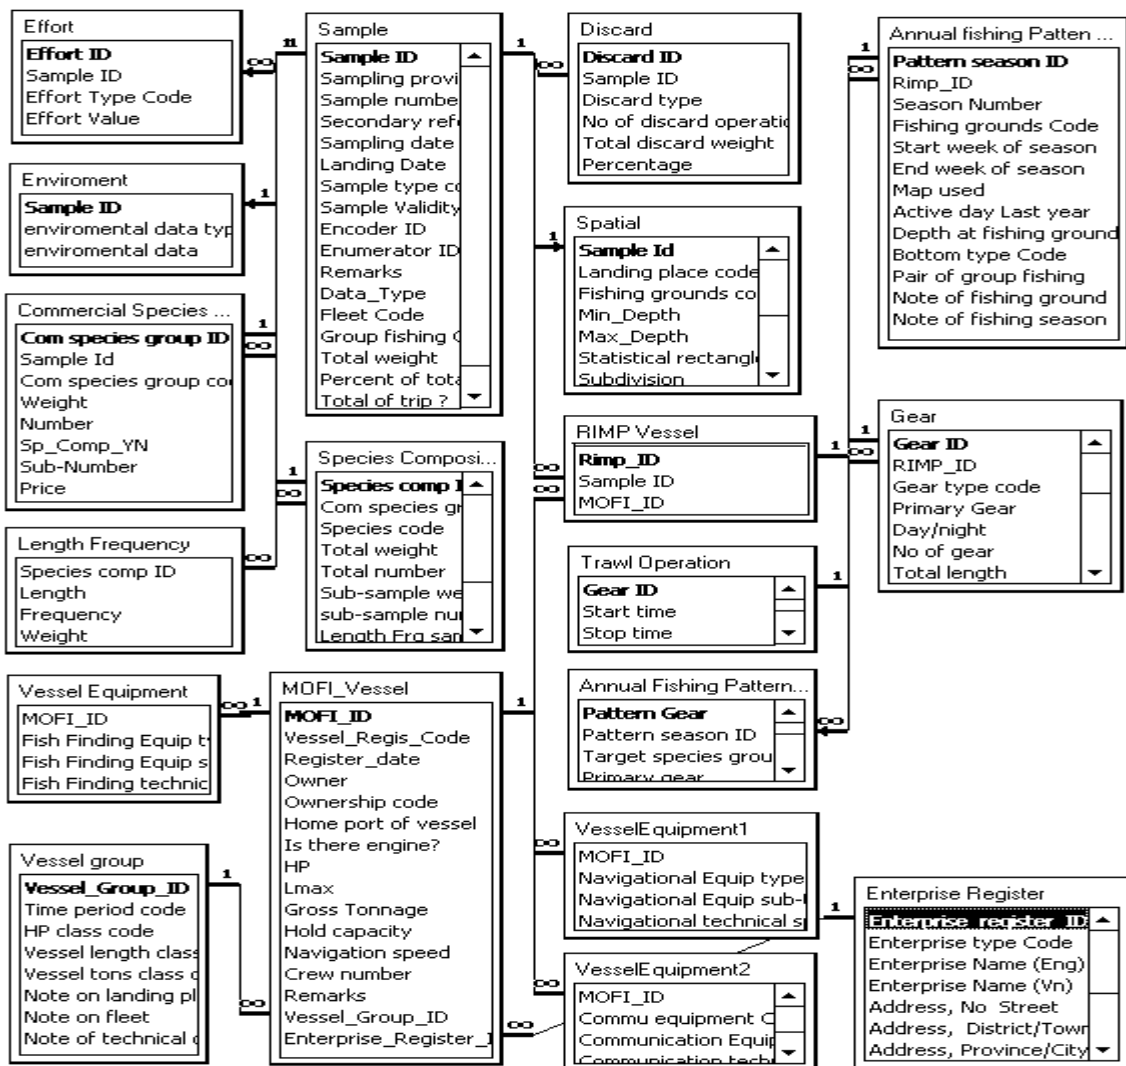 Effort
Effort ID
Sample ID
Effort Type Code
Effort Value
Enviroment
Sample ID
enviromental data typ
enviromental data
Commercial Species ...
Com species group ID
Sample Id
Com species group co
Weight
Number
Sp_Comp_YN
Sub-Number
Price
Length Frequency
Species comp ID
Length
Frequency
Weight
Vessel Equipment
MOFI_ID
Fish Finding Equip t
Fish Finding Equip s
Fish Finding technic
Vessel group
Vessel_Group_ID
Time period code
HP class code
Vessel length class
Vessel tons class c
Note on landing pl
Note on fleet
Note of technical
Sample
Sample ID
Sampling provi
Sample numbe
Secondary refe
Sampling date
Landing Date
Sample type co
Sample Validity
Encoder ID
Enumerator ID
Remarks
Data_Type
Fleet Code
Group fishing
Total weight
Percent of tota
Total of trip ?
Species Composi...
Species comp I
Com species gr
Species code
Total weight
Total number
Sub-sample we
sub-sample nu
Length Frq sam
MOFI_Vessel
MOFI_ID
Vessel_Regis_Code
Register_date
Owner
Ownership code
Home port of vessel
Is there engine?
HP
Lmax
Gross Tonnage
Hold capacity
Navigation speed
Crew number
Remarks
Vessel_Group_ID
Enterprise_Register_I
Discard
Discard ID
Sample ID
Discard type
No of discard operatio
Total discard weight
Percentage
Spatial
Sample Id
Landing place code
Fishing grounds co
Min_Depth
Max_Depth
Statistical rectangl
Subdivision
RIMP Vessel
Rimp_ID
Sample ID
MOFI_ID
Trawl Operation
Gear ID
Start time
Stop time
Annual Fishing Pattern...
Pattern Gear
Pattern season ID
Target species grou
Primary gear
VesselEquipment1
MOFI_ID
Navigational Equip type
Navigational Equip sub-
Navigational technical s
VesselEquipment2
MOFI_ID
Commu equipment C
Communication Equip
Communication tech
Annual fishing Patten ...
Pattern season ID
Rimp_ID
Season Number
Fishing grounds Code
Start week of season
End week of season
Map used
Active day Last year
Depth at fishing ground
Bottom type Code
Pair of group fishing
Note of fishing ground
Note of fishing season
Gear
Gear ID
RIMP_ID
Gear type code
Primary Gear
Day/night
No of gear
Total length
Enterprise Register
Enterprise_register_ID
Enterprise type Code
Enterprise Name (Eng)
Enterprise Name (Vn)
Address, No Street
Address, District/Town
Address, Province/City